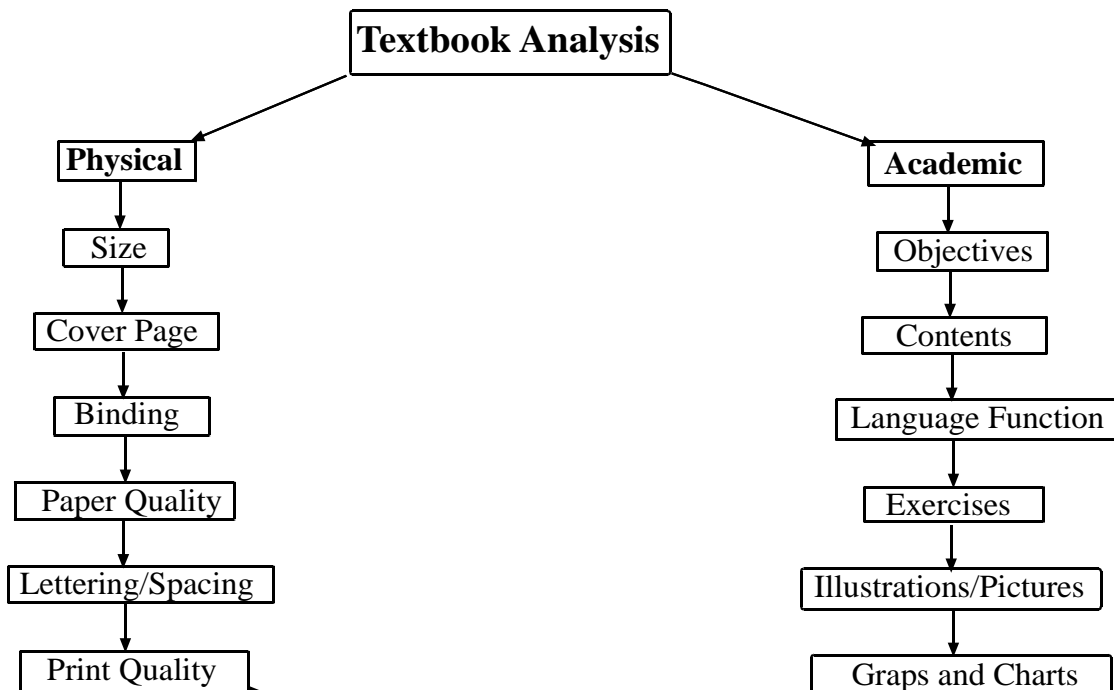 Textbook Analysis
Physical
Size
Cover Page
Binding
Paper Quality
Lettering/Spacing
Print Quality
Academic
Objectives
Contents
Language Function
Exercises
Illustrations/Pictures
Graps and Charts